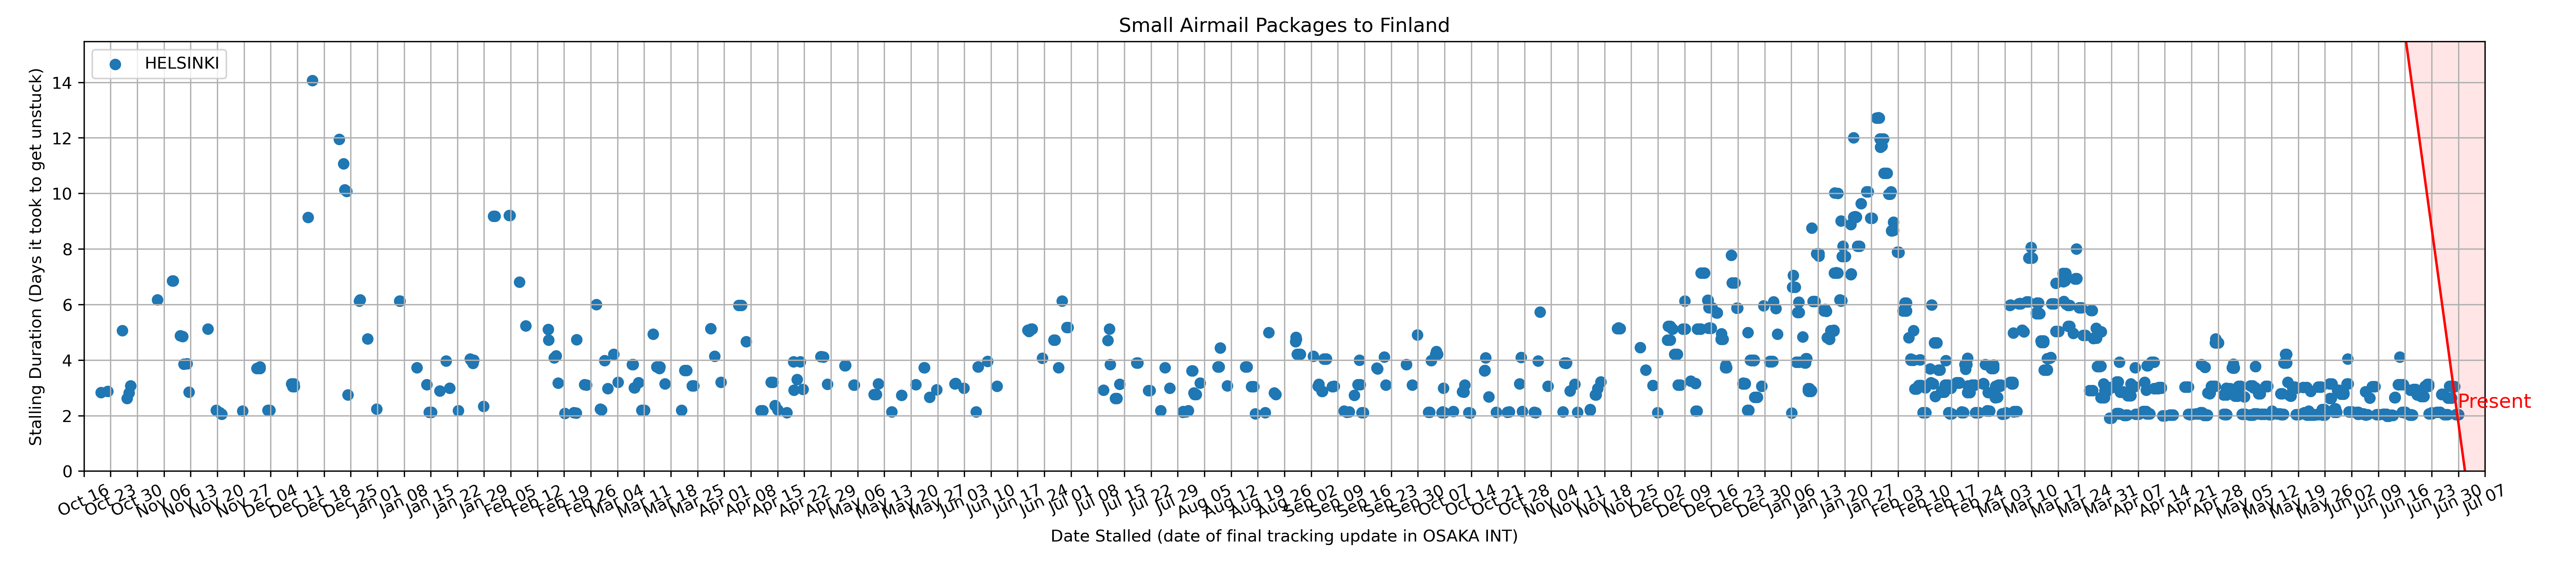 Small Airmail Packages to Finland
HELSINKI
Stalling Duration (Days it took to get unstuck)
14
12
10
8
6
4
2
0
Present
Oct 16
Oct 23
Oct 30
Nov 06
Nov 13
Nov 20
Nov 27
Dec 04
Dec 11
Dec 18
Dec 25
Jan 01
Jan 08
Jan 15
Jan 22
Jan 29
Feb 05
Feb 12
Feb 19
Feb 26
Mar 04
Mar 11
Mar 18
Mar 25
Apr 01
Apr 08
Apr 15
Apr 22
Apr 29
May 06
May 13
May 20
May 27
Jun 03
Jun 10
Jun 17
Jun 24
Jul 01
Jul 08
Jul 15
Jul 22
Jul 29
Aug 05
Aug 12
Aug 19
Aug 26
Sep 02
Sep 09
Sep 16
Sep 23
Sep 30
Oct 07
Oct 14
Oct 21
Oct 28
Nov 04
Nov 11
Nov 18
Nov 25
Dec 02
Dec 09
Dec 16
Dec 23
Dec 30
Jan 06
Jan 13
Jan 20
Jan 27
Feb 03
Feb 10
Feb 17
Feb 24
Mar 03
Mar 10
Mar 17
Mar 24
Mar 31
Apr 07
Apr 14
Apr 21
Apr 28
May 05
May 12
May 19
May 26
Jun 02
Jun 09
Jun 16
Jun 23
Jun 30
Jul 07
Date Stalled (date of final tracking update in OSAKA INT)